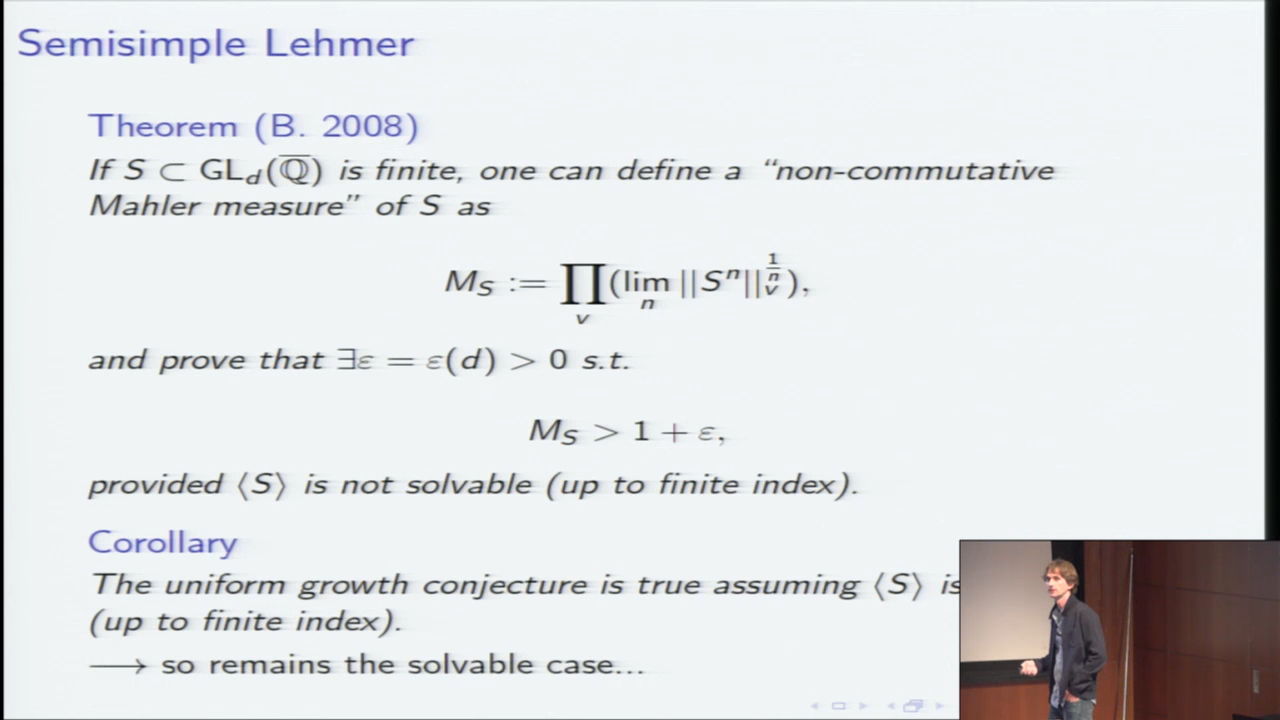 Semisimple Lehmer
Theorem (B. 2008)
If S ⊂ GL_d(ℚ̅) is finite, one can define a “non-commutative
Mahler measure” of S as
M_S := ∏_v (lim_n ||S^n||_v^{1/n}),
and prove that ∃ε = ε(d) > 0 s.t.
M_S > 1 + ε,
provided ⟨S⟩ is not solvable (up to finite index).
Corollary
The uniform growth conjecture is true assuming ⟨S⟩ is
(up to finite index).
⟶ so remains the solvable case...